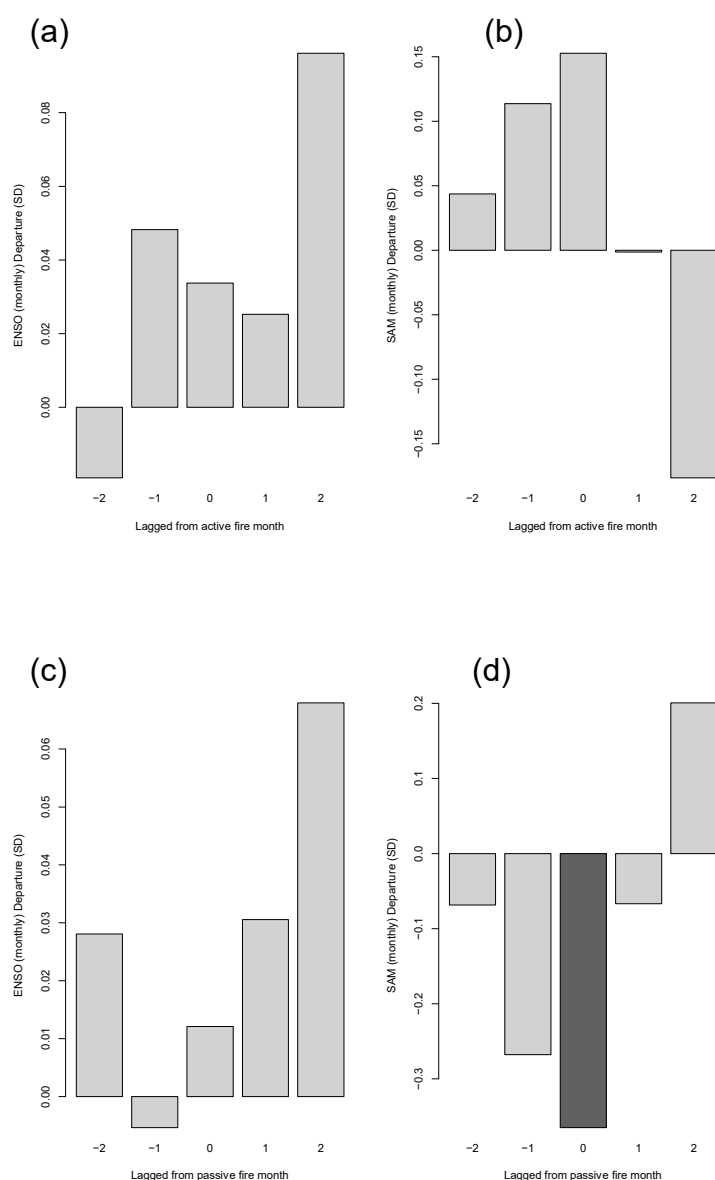 (a)
ENSO (monthly) Departure (SD)
0.08
0.06
0.04
0.02
0.00
−2 −1 0 1 2
Lagged from active fire month
(b)
SAM (monthly) Departure (SD)
0.15
0.10
0.05
0.00
−0.05
−0.10
−0.15
−2 −1 0 1 2
Lagged from active fire month
(c)
ENSO (monthly) Departure (SD)
0.06
0.05
0.04
0.03
0.02
0.01
0.00
−2 −1 0 1 2
Lagged from passive fire month
(d)
SAM (monthly) Departure (SD)
0.2
0.1
0.0
−0.1
−0.2
−0.3
−2 −1 0 1 2
Lagged from passive fire month